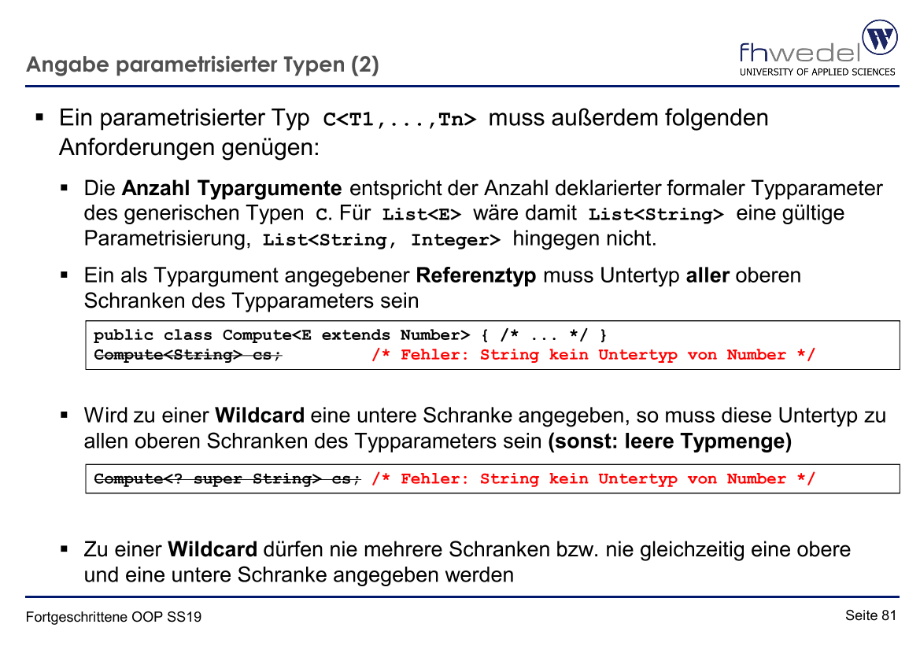 Angabe parametrisierter Typen (2)
fhwedel
UNIVERSITY OF APPLIED SCIENCES
W
▪ Ein parametrisierter Typ C<T1,...,Tn> muss außerdem folgenden
Anforderungen genügen:
▪ Die Anzahl Typargumente entspricht der Anzahl deklarierter formaler Typparameter
des generischen Typen C. Für List<E> wäre damit List<String> eine gültige
Parametrisierung, List<String, Integer> hingegen nicht.
▪ Ein als Typargument angegebener Referenztyp muss Untertyp aller oberen
Schranken des Typparameters sein
public class Compute<E extends Number> { /* ... */ }
Compute<String> cs; /* Fehler: String kein Untertyp von Number */
▪ Wird zu einer Wildcard eine untere Schranke angegeben, so muss diese Untertyp zu
allen oberen Schranken des Typparameters sein (sonst: leere Typmenge)
Compute<? super String> cs; /* Fehler: String kein Untertyp von Number */
▪ Zu einer Wildcard dürfen nie mehrere Schranken bzw. nie gleichzeitig eine obere
und eine untere Schranke angegeben werden
Fortgeschrittene OOP SS19
Seite 81